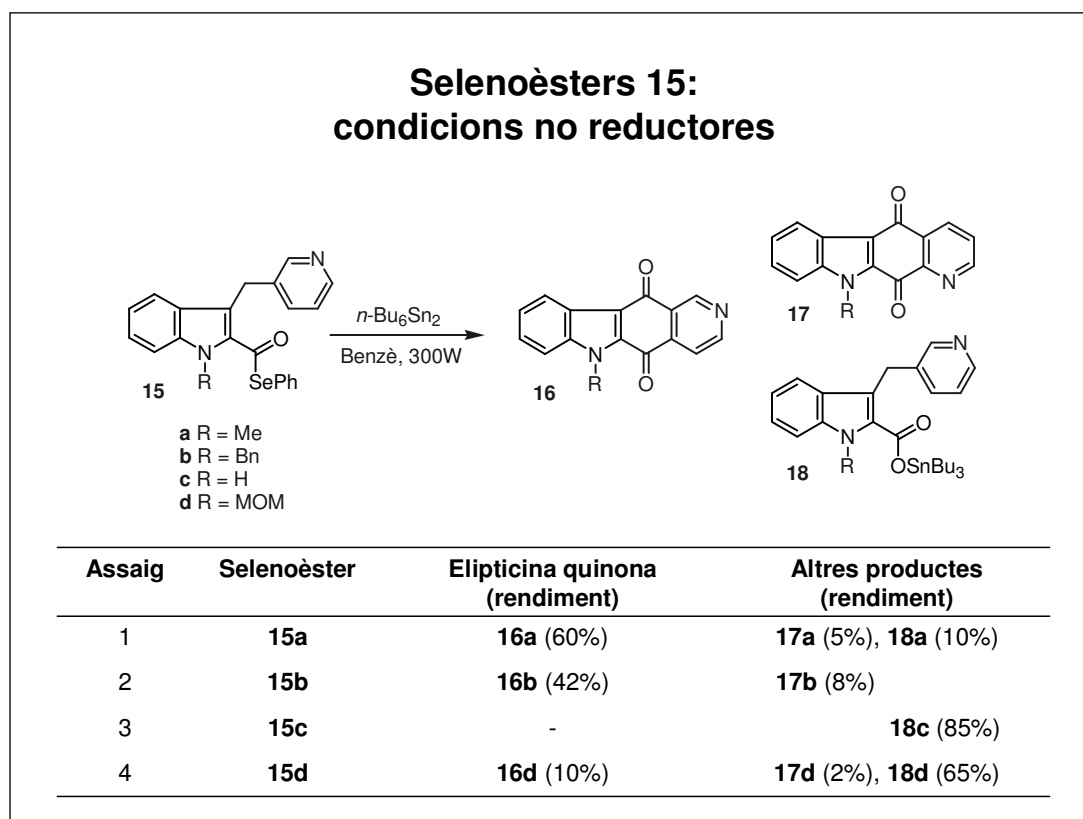 Selenoèsters 15:
condicions no reductores
N
O
N
R
SePh
15
a R = Me
b R = Bn
c R = H
d R = MOM
n-Bu6Sn2
Benzè, 300W
O
N
N
R
O
16
O
N
R
O
N
17
N
N
R
O
OSnBu3
18
Assaig Selenoèster Elipticina quinona (rendiment) Altres productes (rendiment)
1 15a 16a (60%) 17a (5%), 18a (10%)
2 15b 16b (42%) 17b (8%)
3 15c - 18c (85%)
4 15d 16d (10%) 17d (2%), 18d (65%)